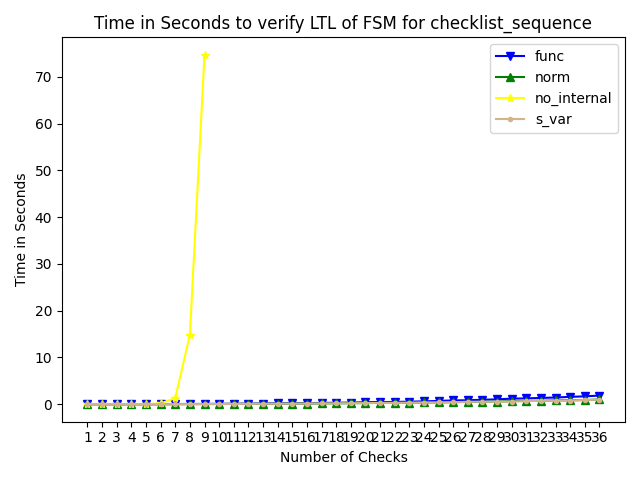 Time in Seconds to verify LTL of FSM for checklist_sequence
func
norm
no_internal
s_var
70
60
50
40
30
20
10
0
Time in Seconds
1 2 3 4 5 6 7 8 9 10 11 12 13 14 15 16 17 18 19 20 21 22 23 24 25 26 27 28 29 30 31 32 33 34 35 36
Number of Checks